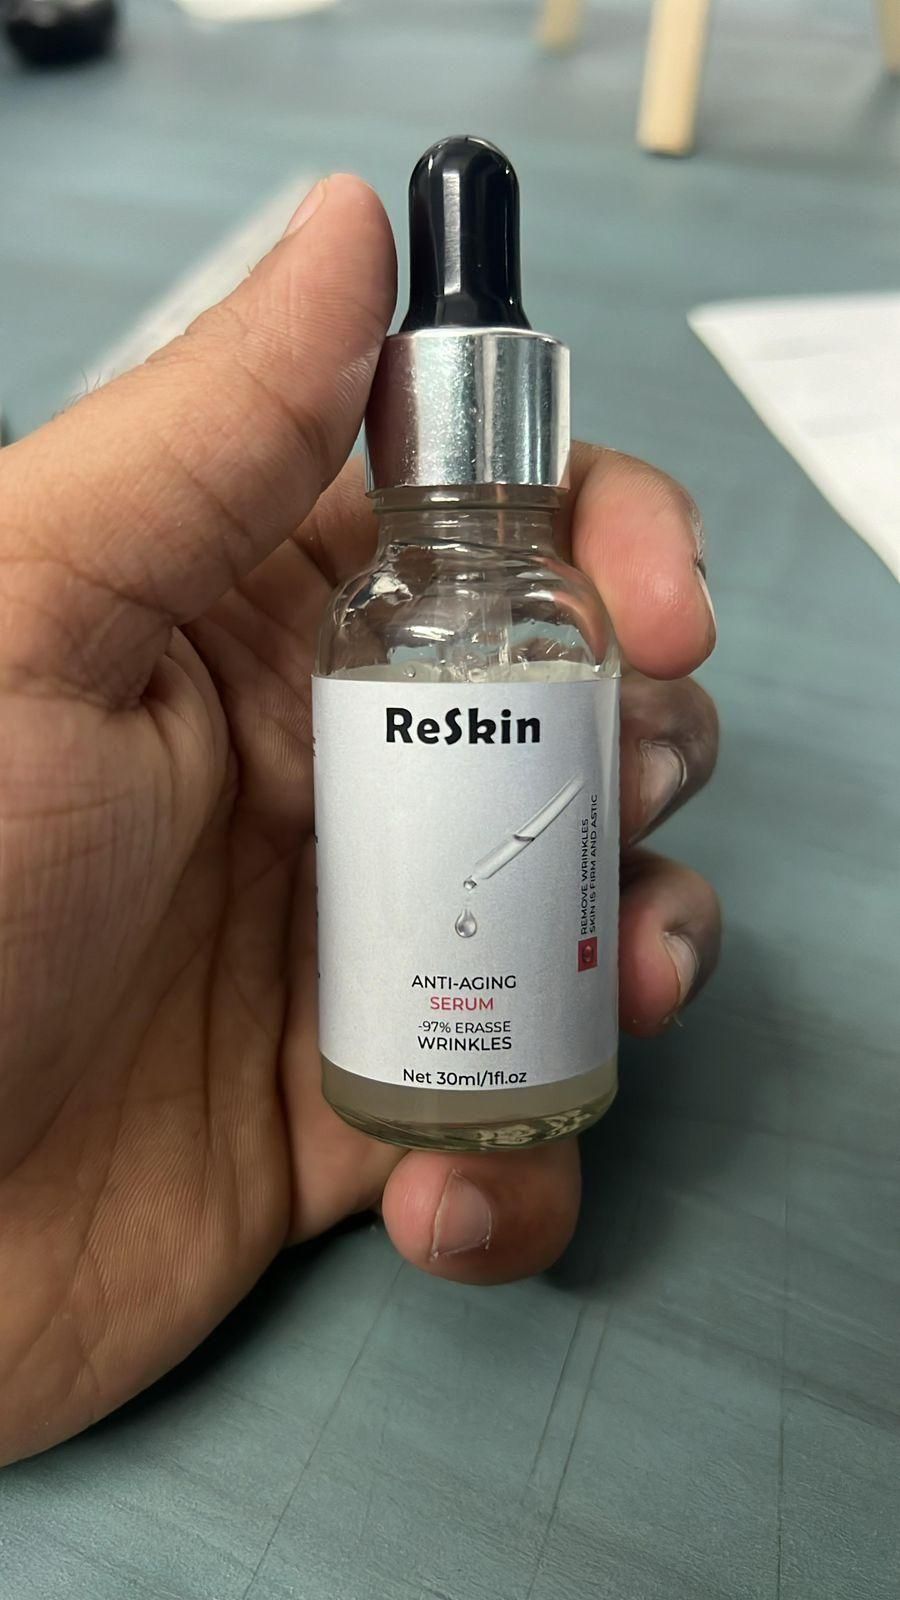 ReSkin
REMOVE WRINKLES
SKIN IS FIRM AND ASTIC
ANTI-AGING
SERUM
-97% ERASSE
WRINKLES
Net 30ml/1fl.oz